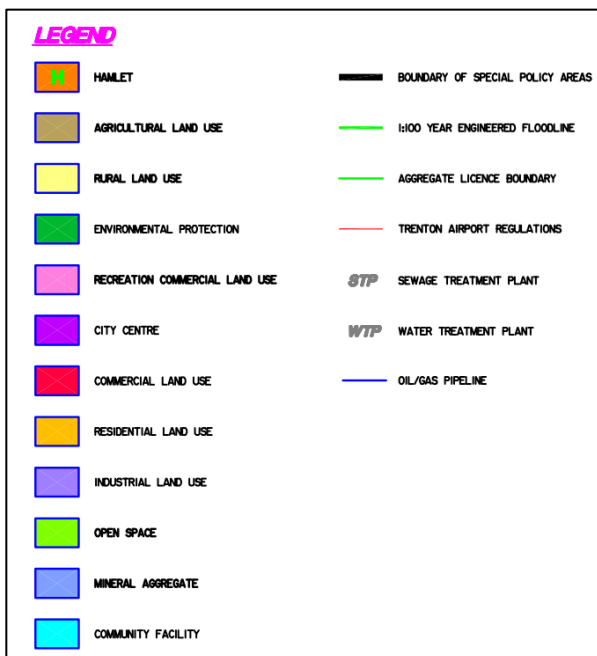 LEGEND
H HAMLET
AGRICULTURAL LAND USE
RURAL LAND USE
ENVIRONMENTAL PROTECTION
RECREATION COMMERCIAL LAND USE
CITY CENTRE
COMMERCIAL LAND USE
RESIDENTIAL LAND USE
INDUSTRIAL LAND USE
OPEN SPACE
MINERAL AGGREGATE
COMMUNITY FACILITY
BOUNDARY OF SPECIAL POLICY AREAS
1:100 YEAR ENGINEERED FLOODLINE
AGGREGATE LICENCE BOUNDARY
TRENTON AIRPORT REGULATIONS
STP SEWAGE TREATMENT PLANT
WTP WATER TREATMENT PLANT
OIL/GAS PIPELINE